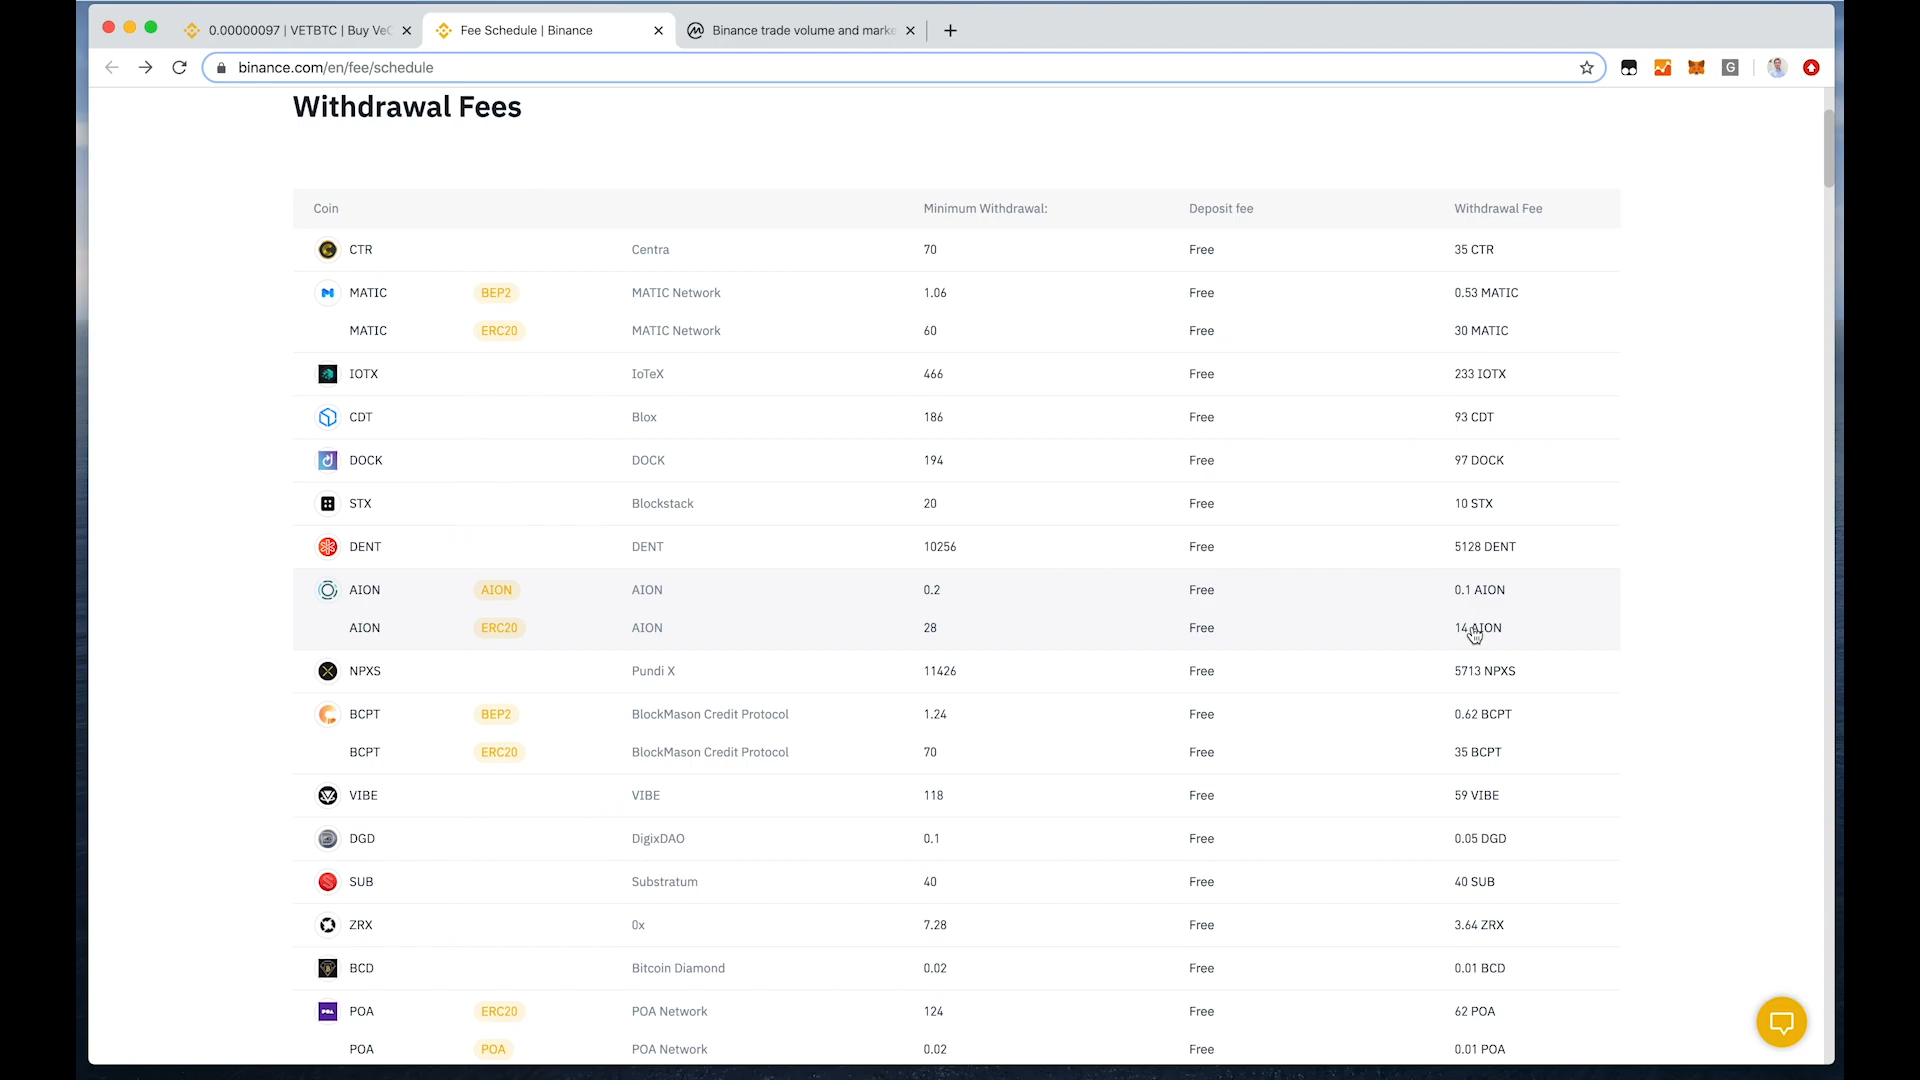 0.00000097 | VETBTC | Buy VeC
Fee Schedule | Binance
Binance trade volume and marke
binance.com/en/fee/schedule
G
Withdrawal Fees
Coin Minimum Withdrawal: Deposit fee Withdrawal Fee
CTR Centra 70 Free 35 CTR
MATIC BEP2 MATIC Network 1.06 Free 0.53 MATIC
MATIC ERC20 MATIC Network 60 Free 30 MATIC
IOTX IoTeX 466 Free 233 IOTX
CDT Blox 186 Free 93 CDT
DOCK DOCK 194 Free 97 DOCK
STX Blockstack 20 Free 10 STX
DENT DENT 10256 Free 5128 DENT
AION AION AION 0.2 Free 0.1 AION
AION ERC20 AION 28 Free 14 AION
NPXS Pundi X 11426 Free 5713 NPXS
BCPT BEP2 BlockMason Credit Protocol 1.24 Free 0.62 BCPT
BCPT ERC20 BlockMason Credit Protocol 70 Free 35 BCPT
VIBE VIBE 118 Free 59 VIBE
DGD DigixDAO 0.1 Free 0.05 DGD
SUB Substratum 40 Free 40 SUB
ZRX 0x 7.28 Free 3.64 ZRX
BCD Bitcoin Diamond 0.02 Free 0.01 BCD
POA POA ERC20 POA Network 124 Free 62 POA
POA POA POA Network 0.02 Free 0.01 POA